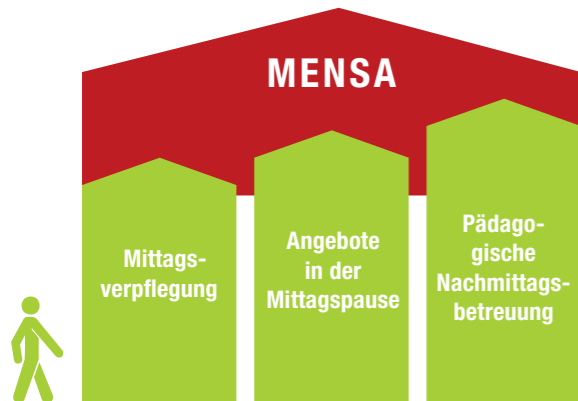 MENSA
Mittags-
verpflegung
Angebote
in der
Mittagspause
Pädago-
gische
Nachmittags-
betreuung